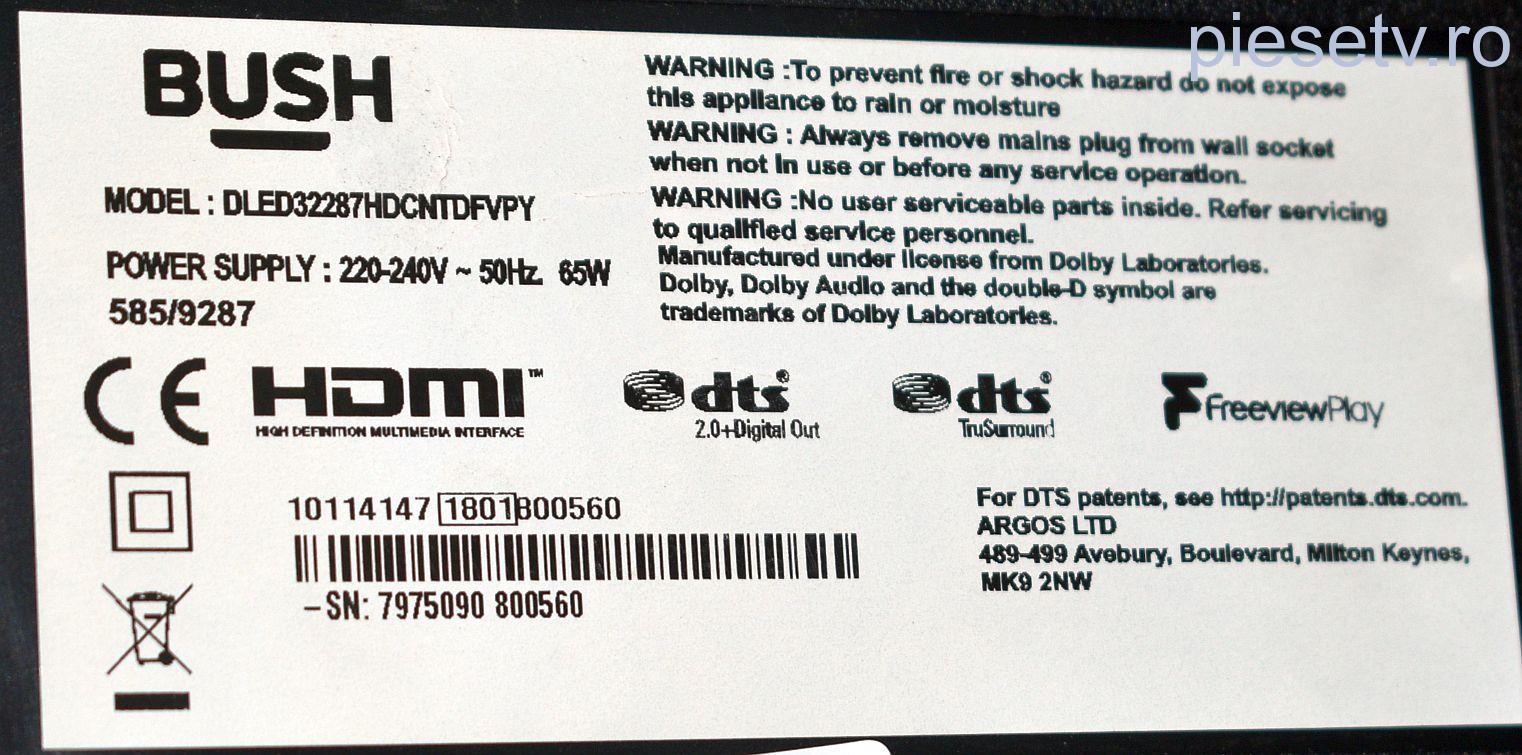 piesetv.ro
BUSH
MODEL : DLED32287HDCNTDFVPY
POWER SUPPLY : 220-240V ~ 50Hz 65W
585/9287
WARNING :To prevent fire or shock hazard do not expose
this appliance to rain or moisture
WARNING : Always remove mains plug from wall socket
when not in use or before any service operation.
WARNING :No user serviceable parts inside. Refer servicing
to qualified service personnel.
Manufactured under license from Dolby Laboratories.
Dolby, Dolby Audio and the double-D symbol are
trademarks of Dolby Laboratories.
CE
HDMI™
HIGH DEFINITION MULTIMEDIA INTERFACE
dts®
2.0+Digital Out
dts®
TruSurround
FreeviewPlay
10114147 1801 800560
–SN: 7975090 800560
For DTS patents, see http://patents.dts.com.
ARGOS LTD
489-499 Avebury, Boulevard, Milton Keynes,
MK9 2NW